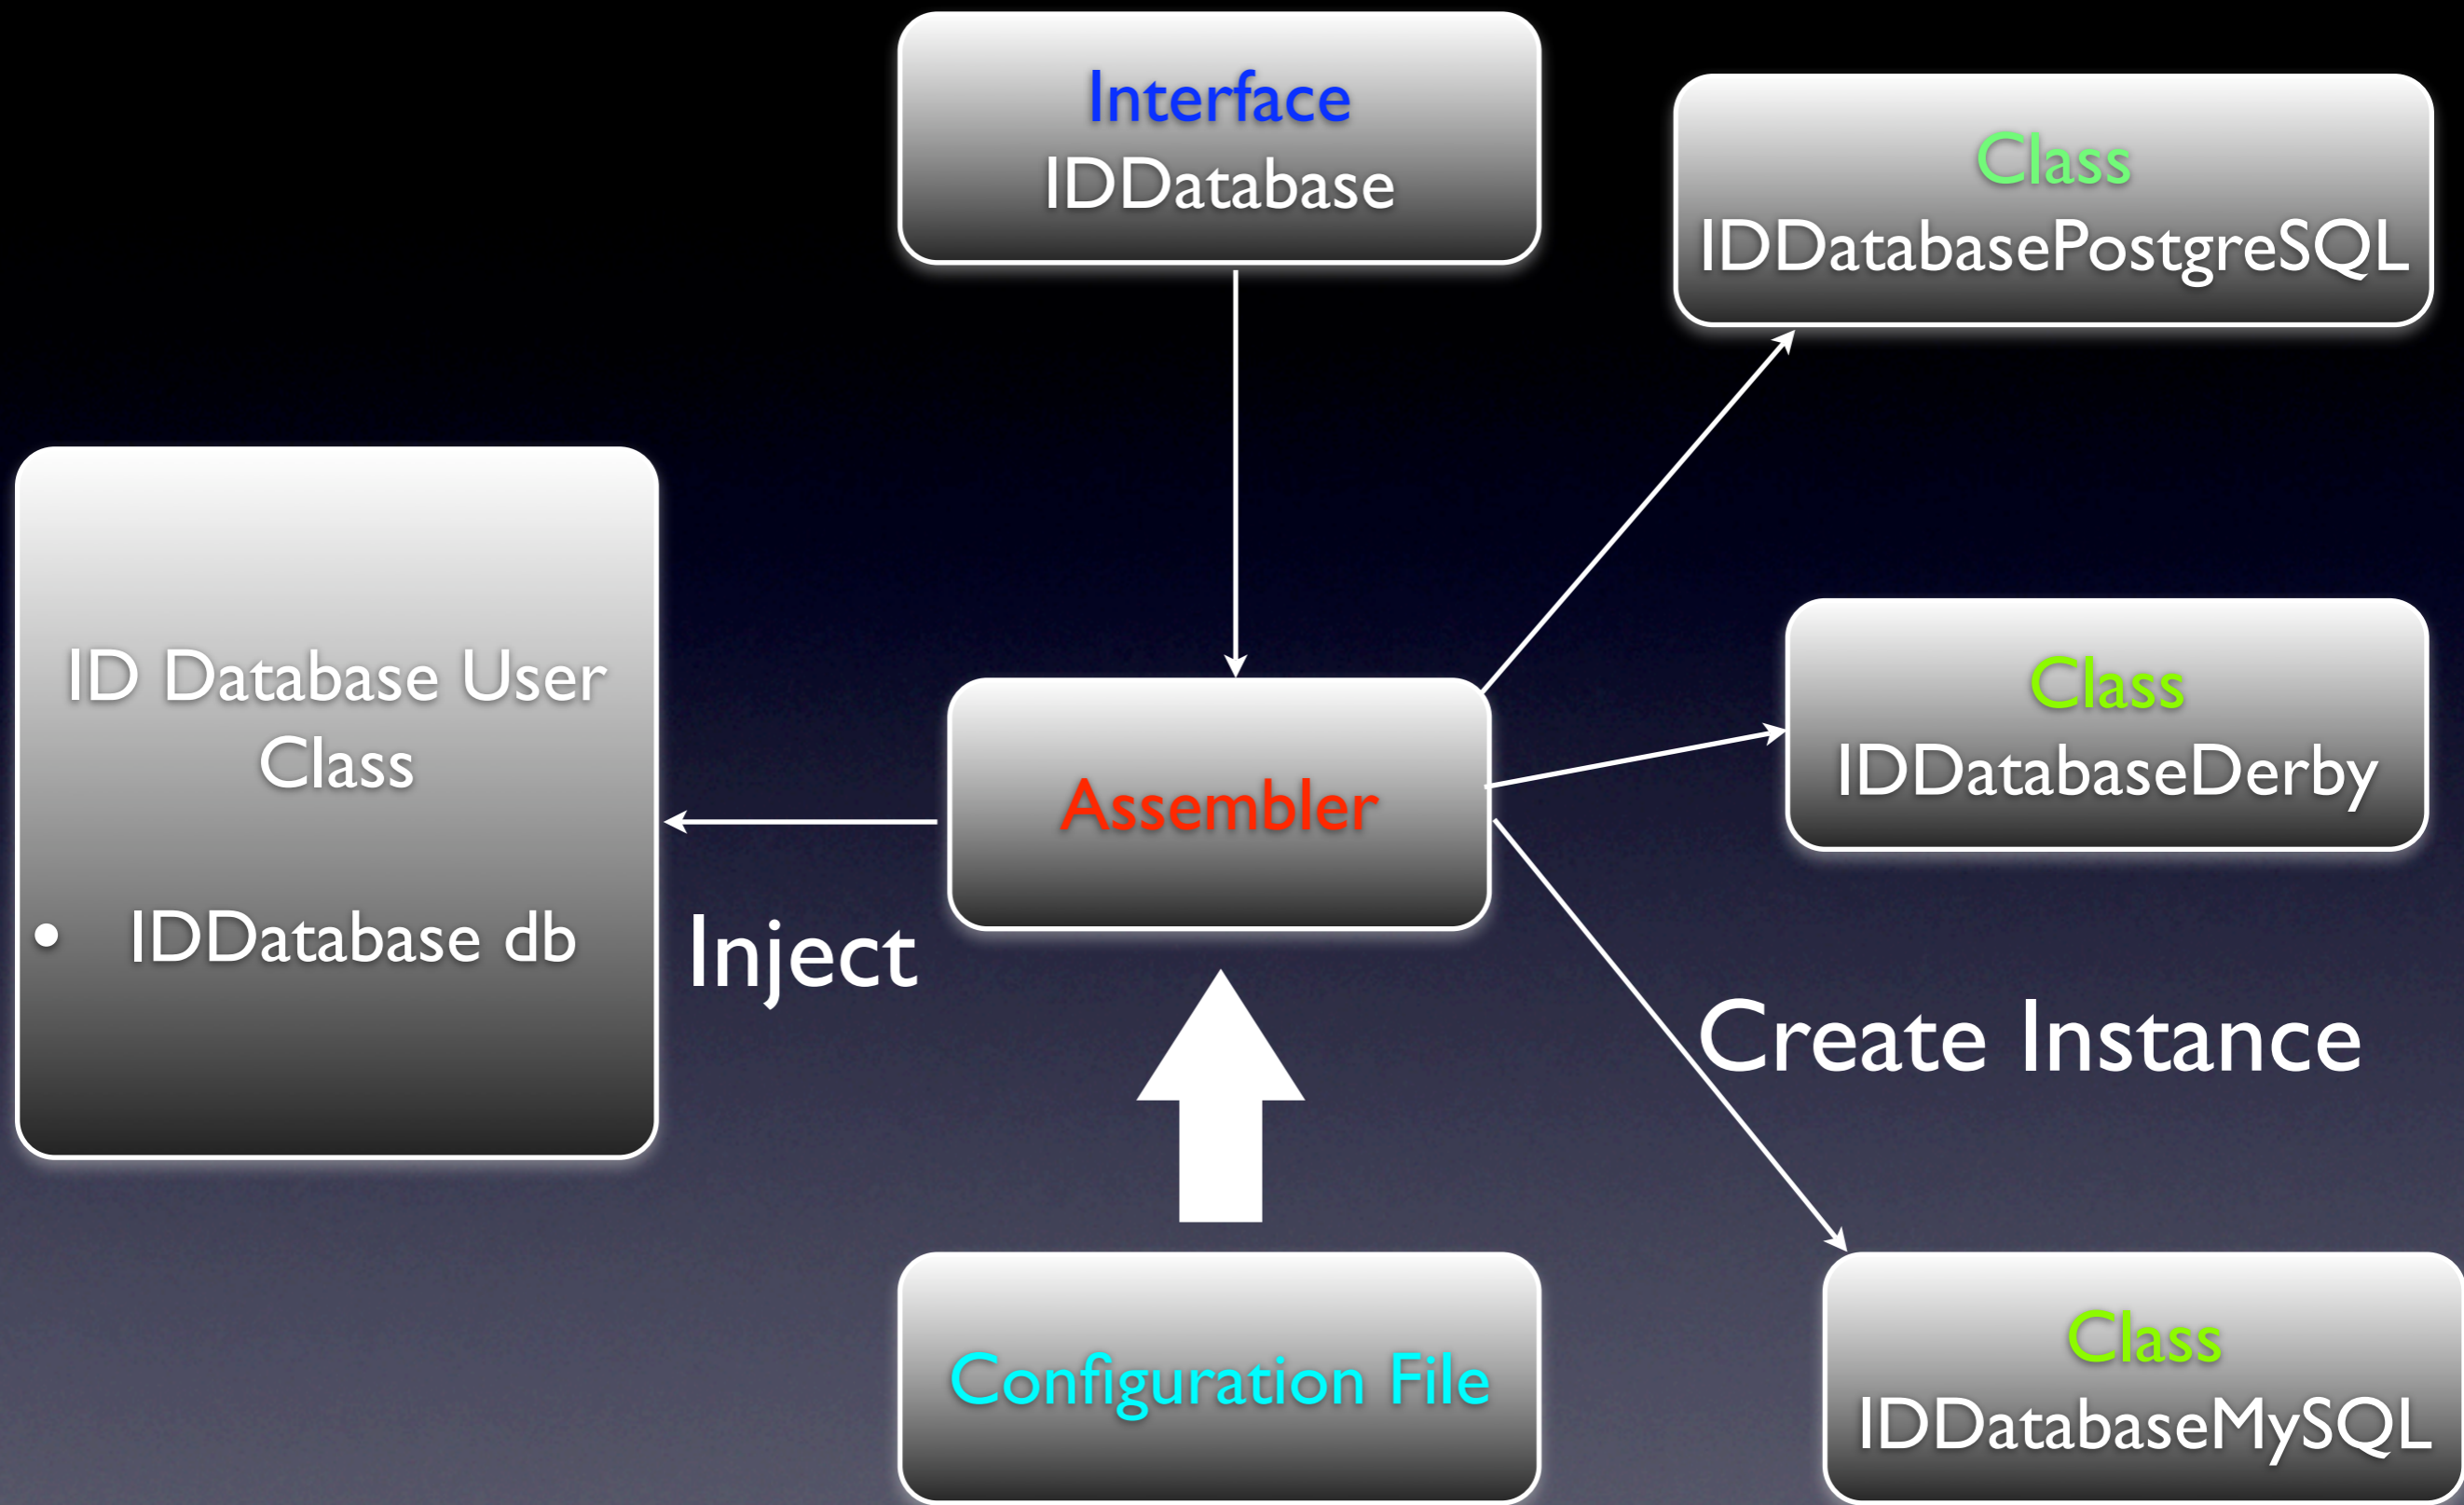 Interface
IDDatabase
Class
IDDatabasePostgreSQL
ID Database User
Class
• IDDatabase db
Inject
Assembler
Class
IDDatabaseDerby
Create Instance
Configuration File
Class
IDDatabaseMySQL